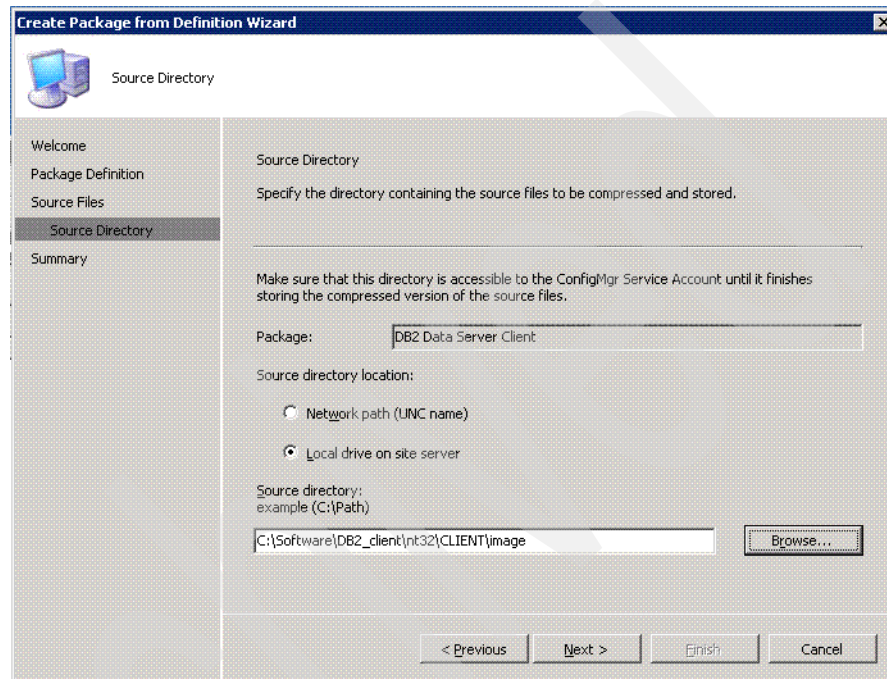 Create Package from Definition Wizard
Source Directory
Welcome
Package Definition
Source Files
Source Directory
Summary
Source Directory
Specify the directory containing the source files to be compressed and stored.
Make sure that this directory is accessible to the ConfigMgr Service Account until it finishes
storing the compressed version of the source files.
Package:
DB2 Data Server Client
Source directory location:
Network path (UNC name)
Local drive on site server
Source directory:
example (C:\Path)
C:\Software\DB2_client\nt32\CLIENT\image
Browse...
< Previous
Next >
Finish
Cancel